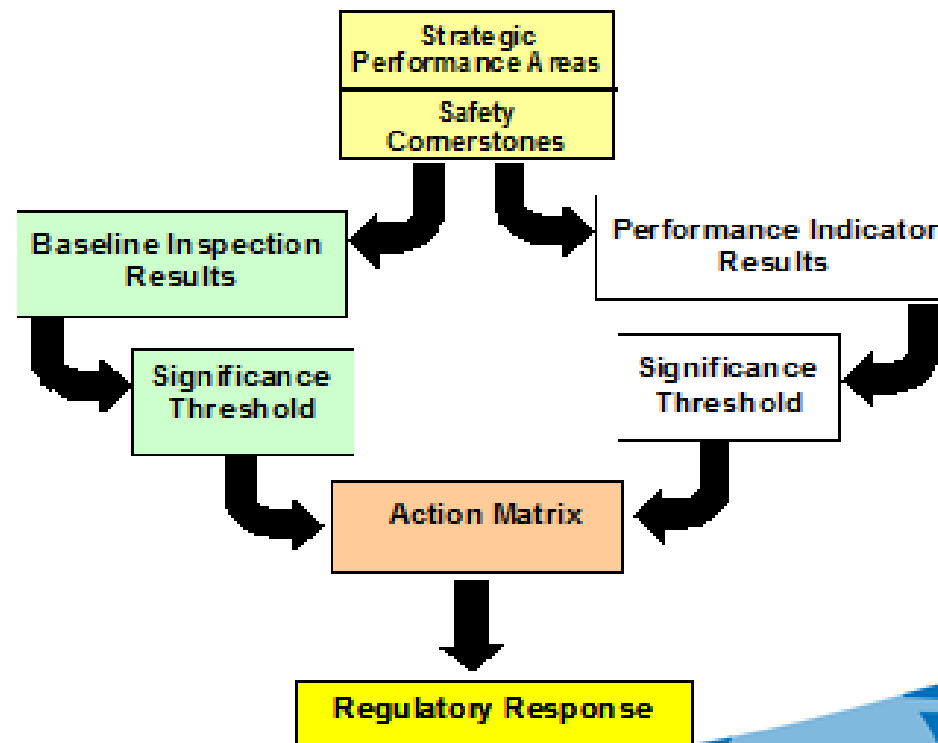 Strategic
Performance Areas
Safety
Cornerstones
Baseline Inspection
Results
Performance Indicator
Results
Significance
Threshold
Significance
Threshold
Action Matrix
Regulatory Response